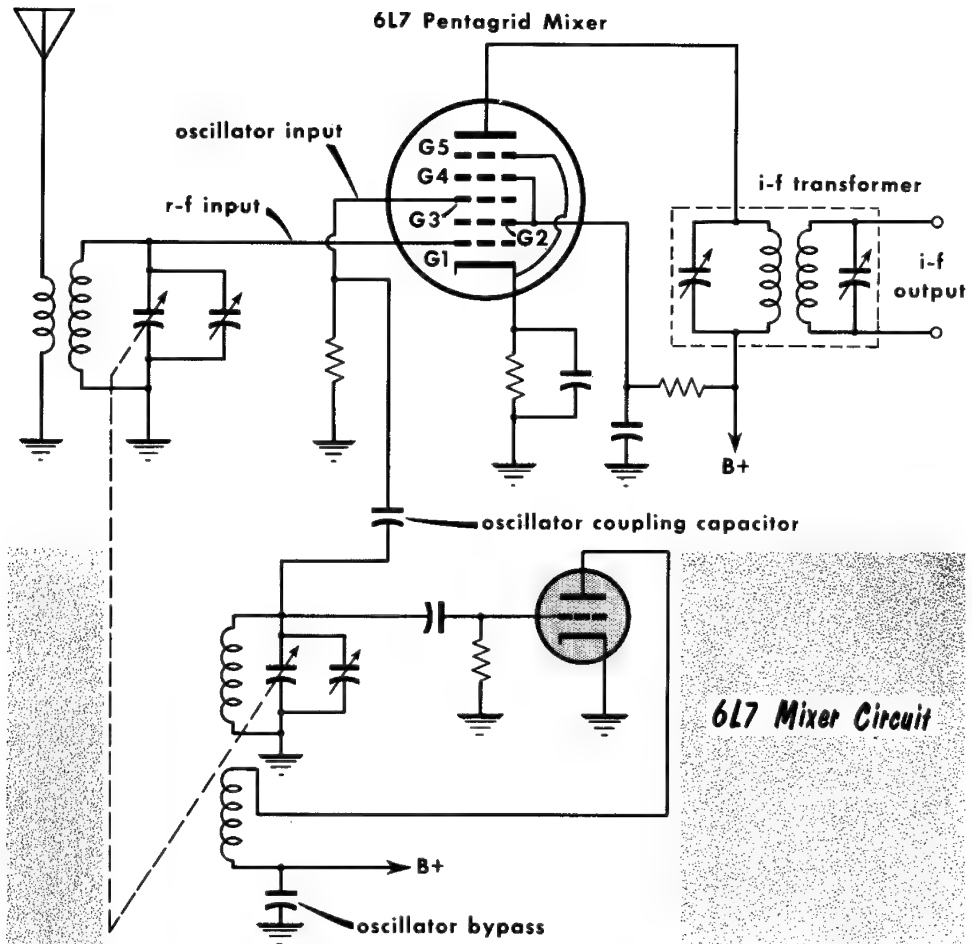 6L7 Pentagrid Mixer
oscillator input
G5
G4
i-f transformer
r-f input
G3
G2
G1
i-f
output
B+
oscillator coupling capacitor
6L7 Mixer Circuit
B+
oscillator bypass